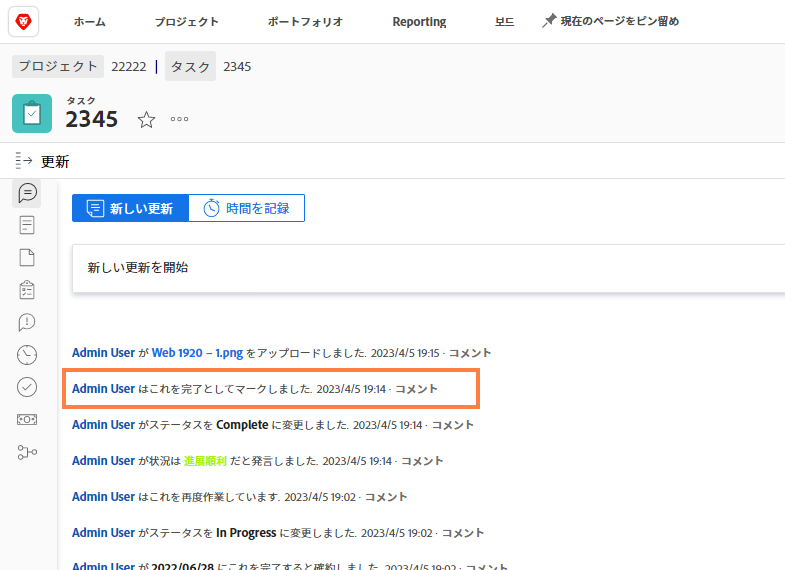 ホーム プロジェクト ポートフォリオ Reporting 보드 現在のページをピン留め
プロジェクト 22222 | タスク 2345
タスク
2345
更新
新しい更新 時間を記録
新しい更新を開始
Admin User が Web 1920 – 1.png をアップロードしました. 2023/4/5 19:15 · コメント
Admin User はこれを完了としてマークしました. 2023/4/5 19:14 · コメント
Admin User がステータスを Complete に変更しました. 2023/4/5 19:14 · コメント
Admin User が状況は 進展順利 だと発言しました. 2023/4/5 19:14 · コメント
Admin User はこれを再度作業しています. 2023/4/5 19:02 · コメント
Admin User がステータスを In Progress に変更しました. 2023/4/5 19:02 · コメント
Admin User が 2022/06/28 にこれを完了すると確約しました. 2023/4/5 19:02 · コメント